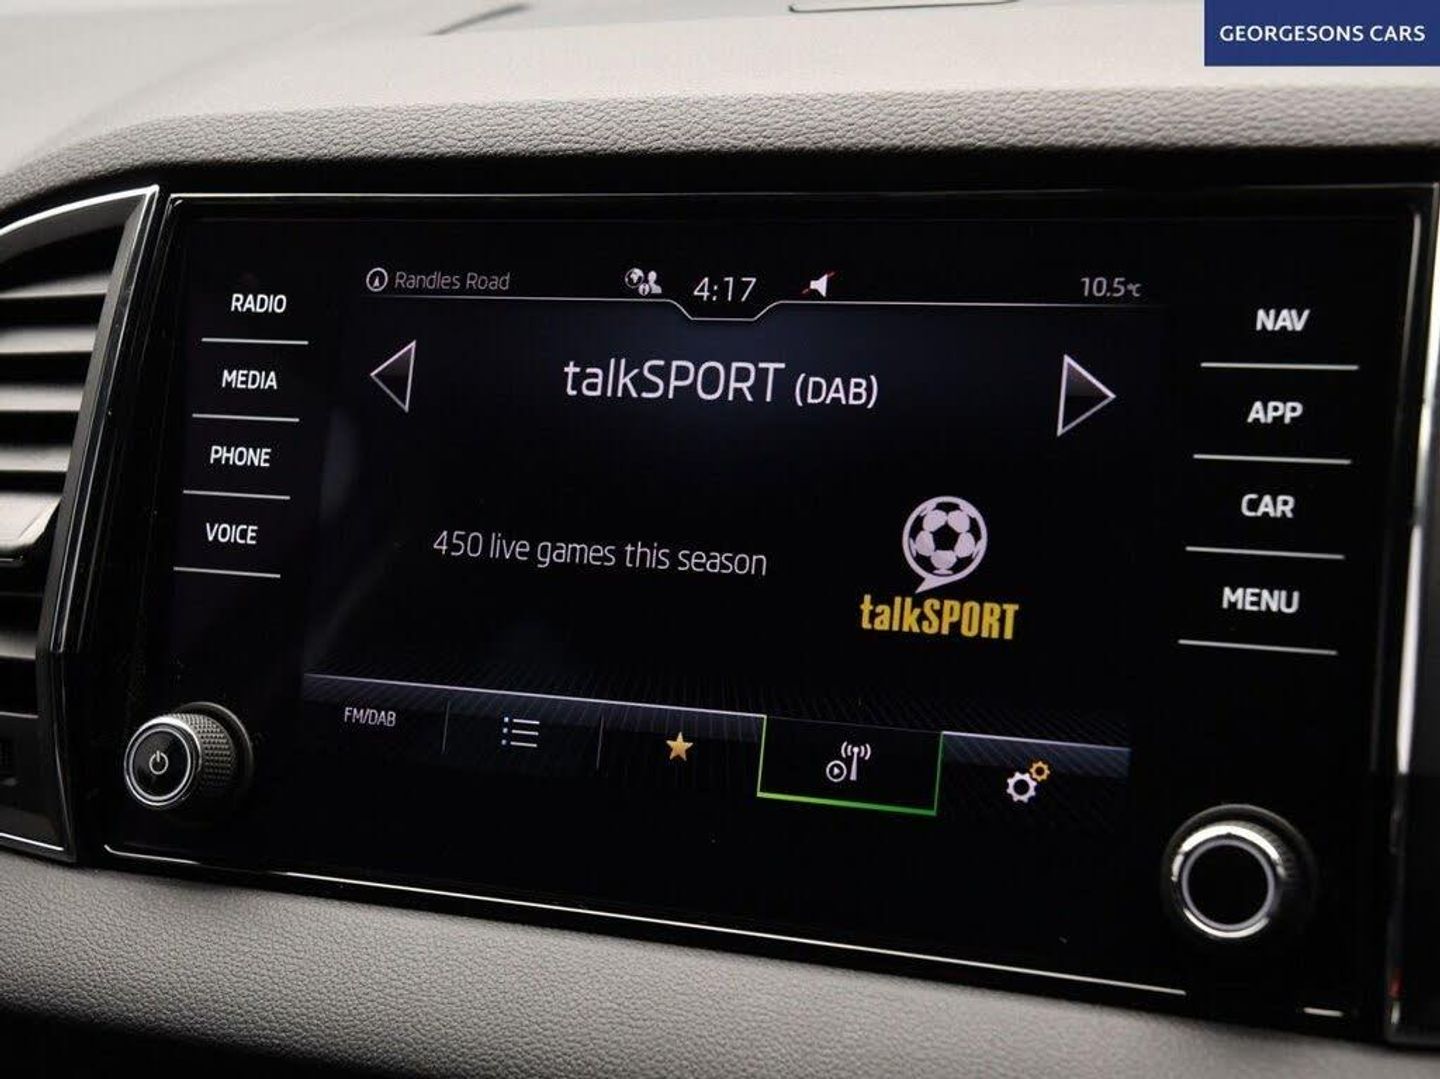 GEORGESONS CARS
Randles Road
4:17
10.5°C
RADIO
MEDIA
PHONE
VOICE
talkSPORT (DAB)
450 live games this season
talkSPORT
NAV
APP
CAR
MENU
FM/DAB